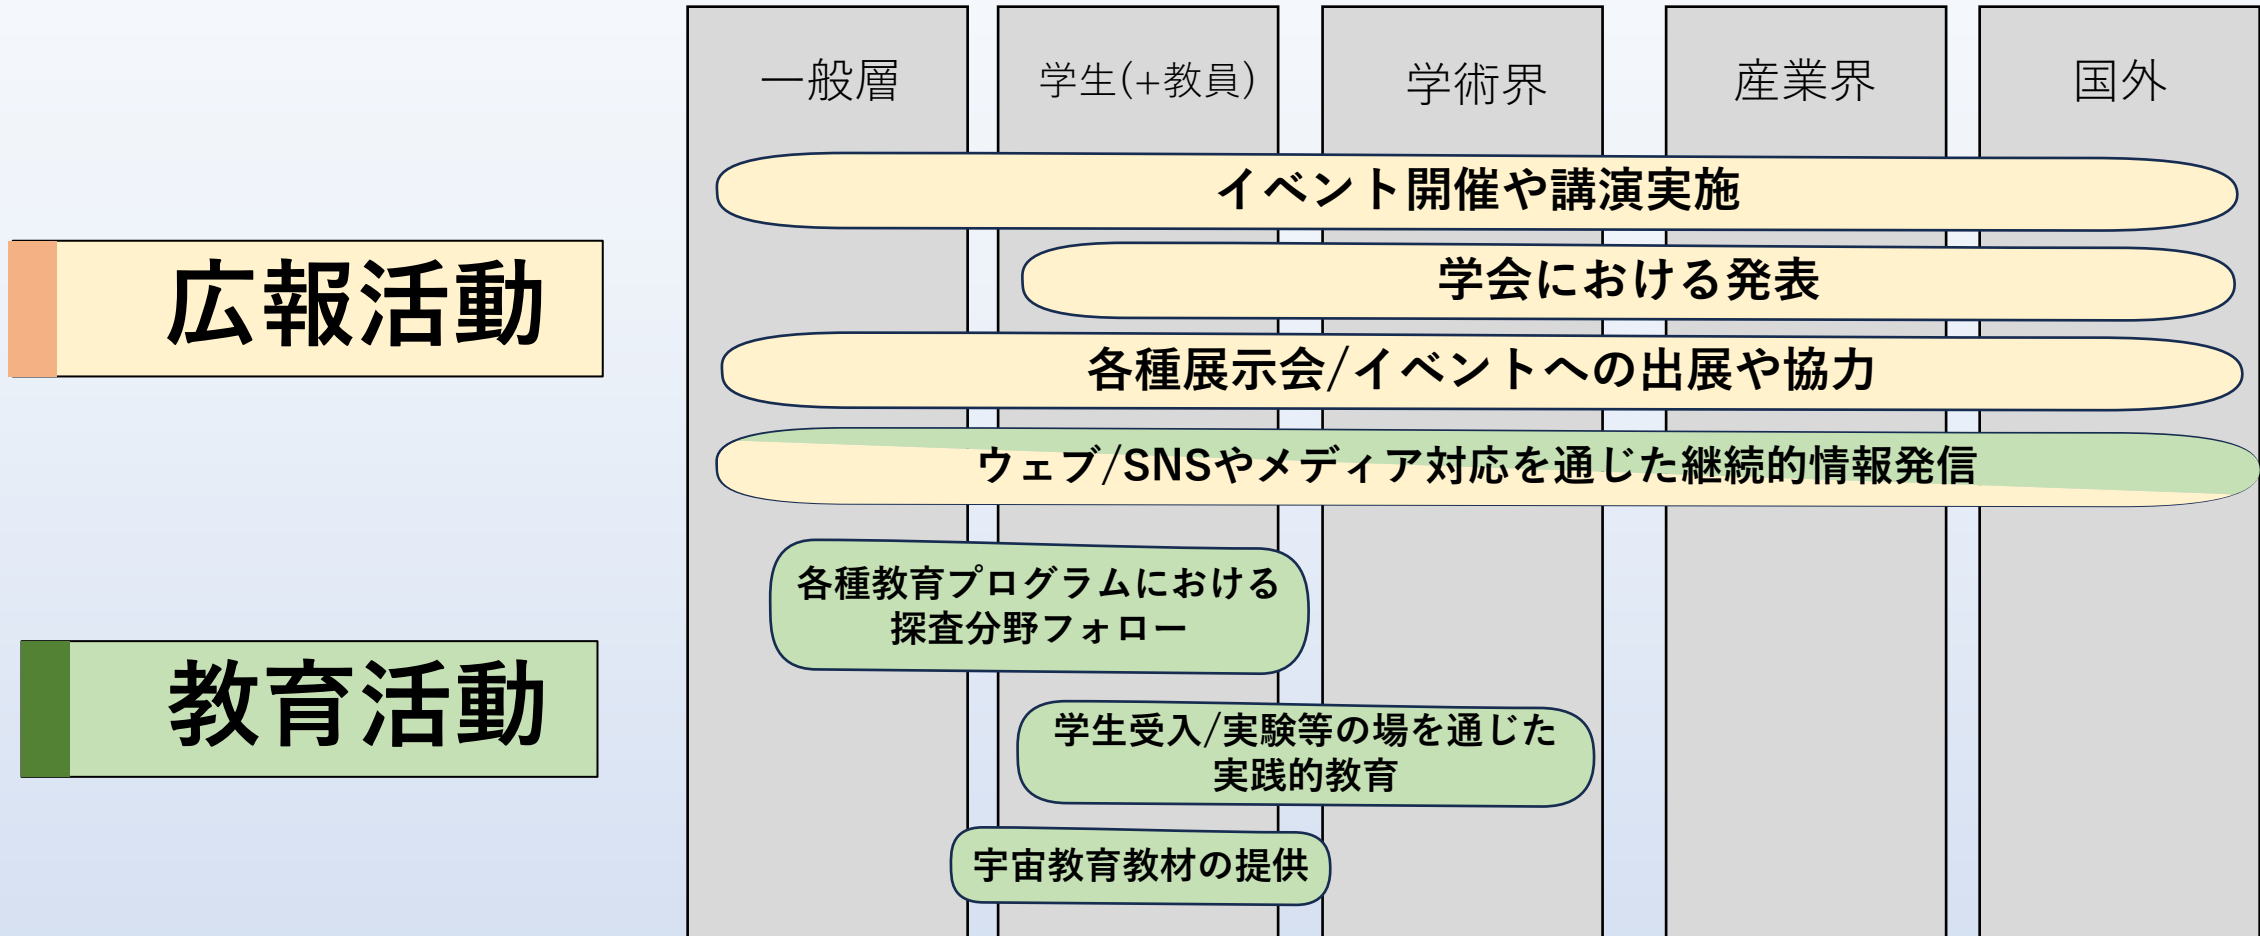 一般層
学生(+教員)
学術界
産業界
国外
イベント開催や講演実施
学会における発表
広報活動
各種展示会/イベントへの出展や協力
ウェブ/SNSやメディア対応を通じた継続的情報発信
各種教育プログラムにおける
探査分野フォロー
教育活動
学生受入/実験等の場を通じた
実践的教育
宇宙教育教材の提供